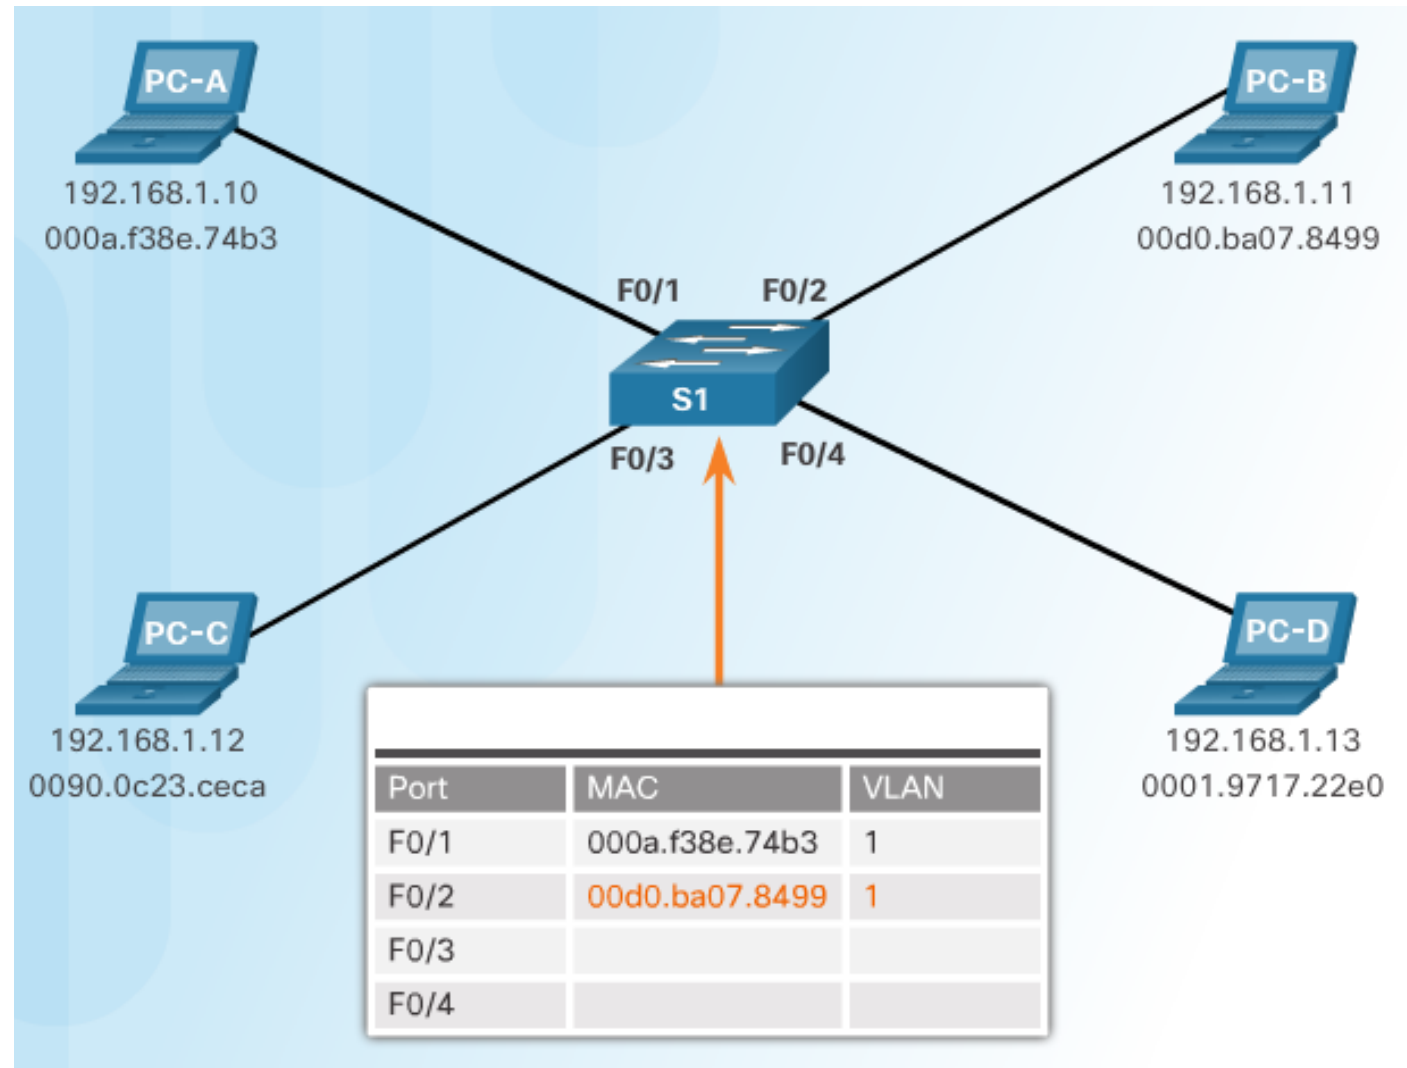 PC-A
192.168.1.10
000a.f38e.74b3
PC-B
192.168.1.11
00d0.ba07.8499
F0/1
F0/2
S1
F0/3
F0/4
PC-C
192.168.1.12
0090.0c23.ceca
PC-D
192.168.1.13
0001.9717.22e0
Port MAC VLAN
F0/1 000a.f38e.74b3 1
F0/2 00d0.ba07.8499 1
F0/3
F0/4